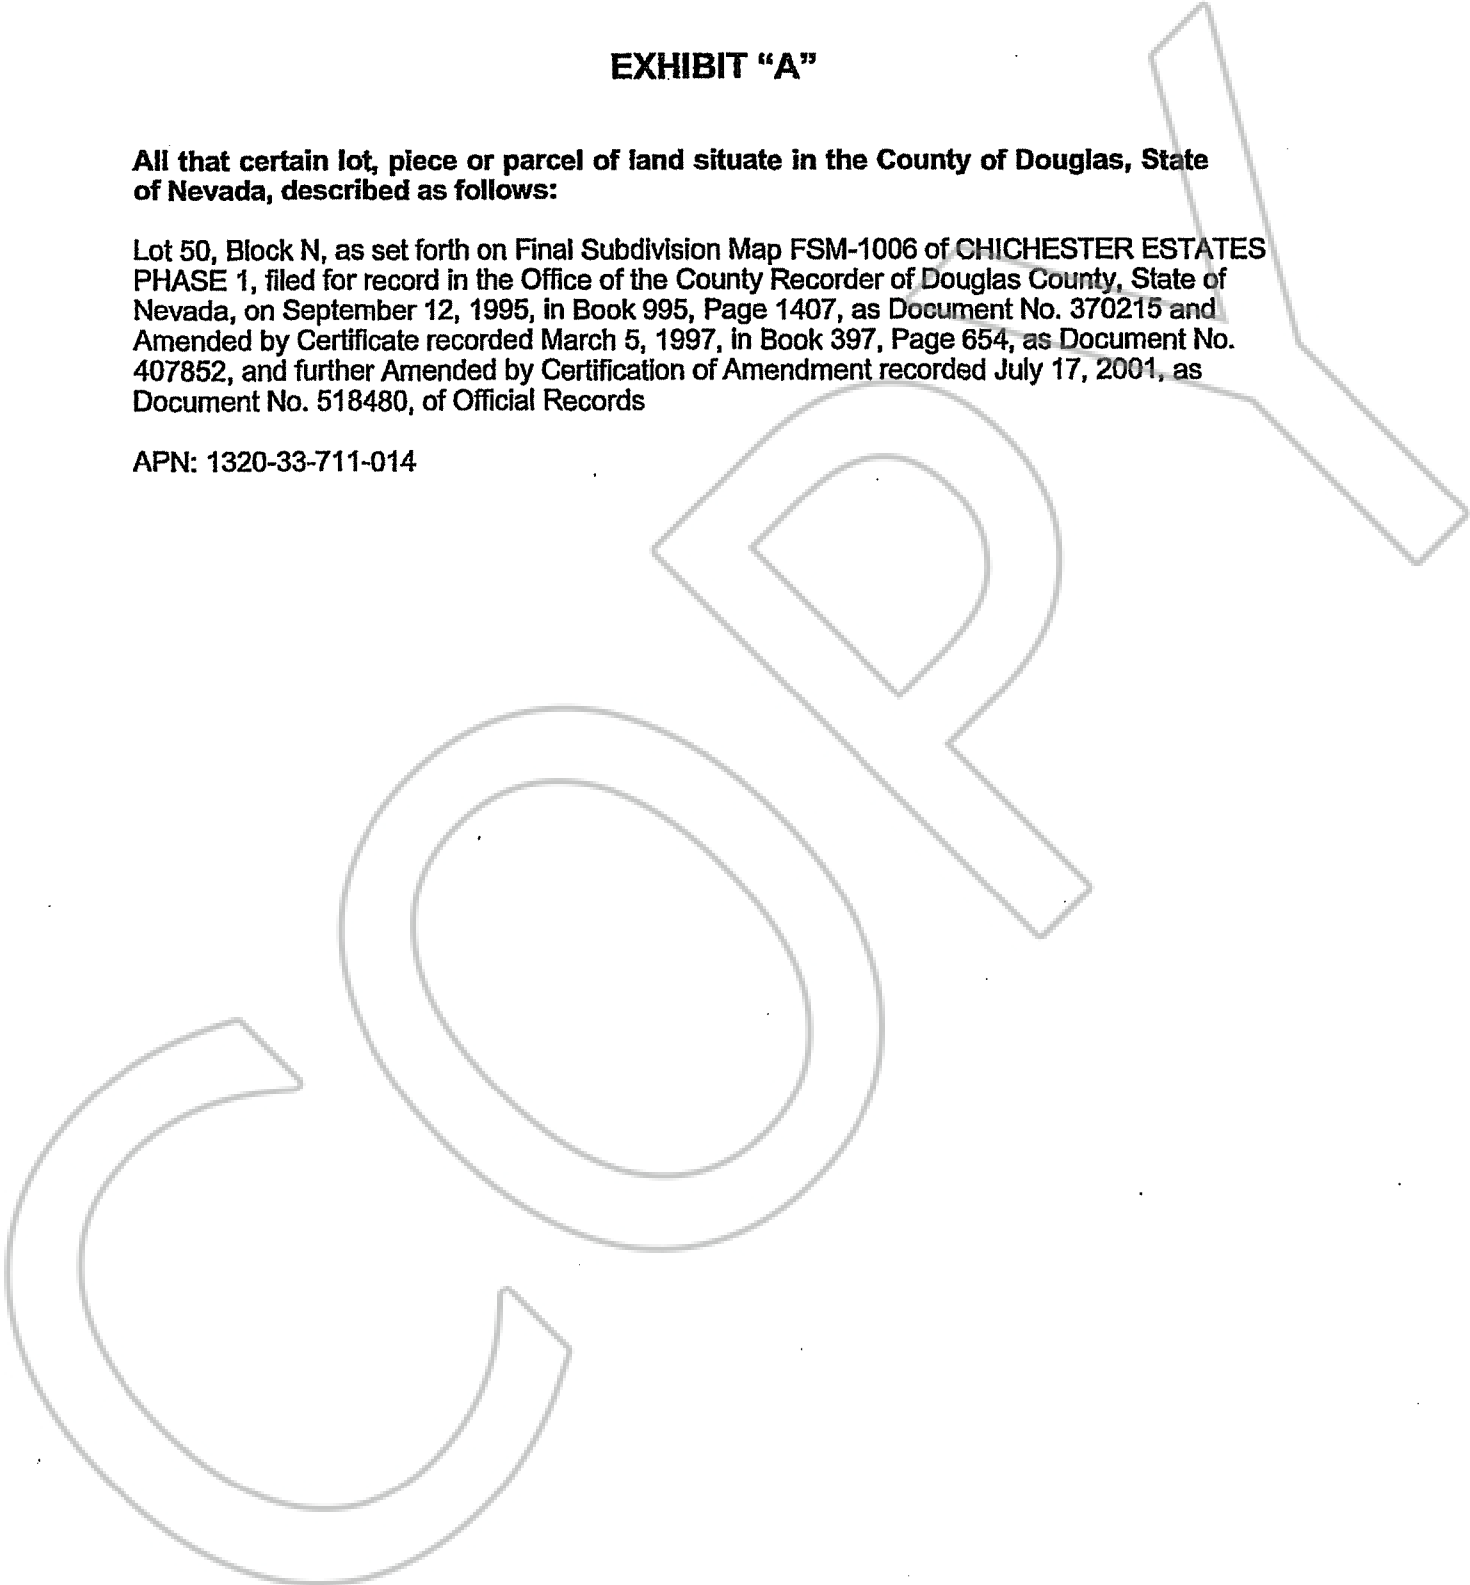 EXHIBIT “A”
All that certain lot, piece or parcel of land situate in the County of Douglas, State
of Nevada, described as follows:
Lot 50, Block N, as set forth on Final Subdivision Map FSM-1006 of CHICHESTER ESTATES
PHASE 1, filed for record in the Office of the County Recorder of Douglas County, State of
Nevada, on September 12, 1995, in Book 995, Page 1407, as Document No. 370215 and
Amended by Certificate recorded March 5, 1997, in Book 397, Page 654, as Document No.
407852, and further Amended by Certification of Amendment recorded July 17, 2001, as
Document No. 518480, of Official Records
APN: 1320-33-711-014
COPY